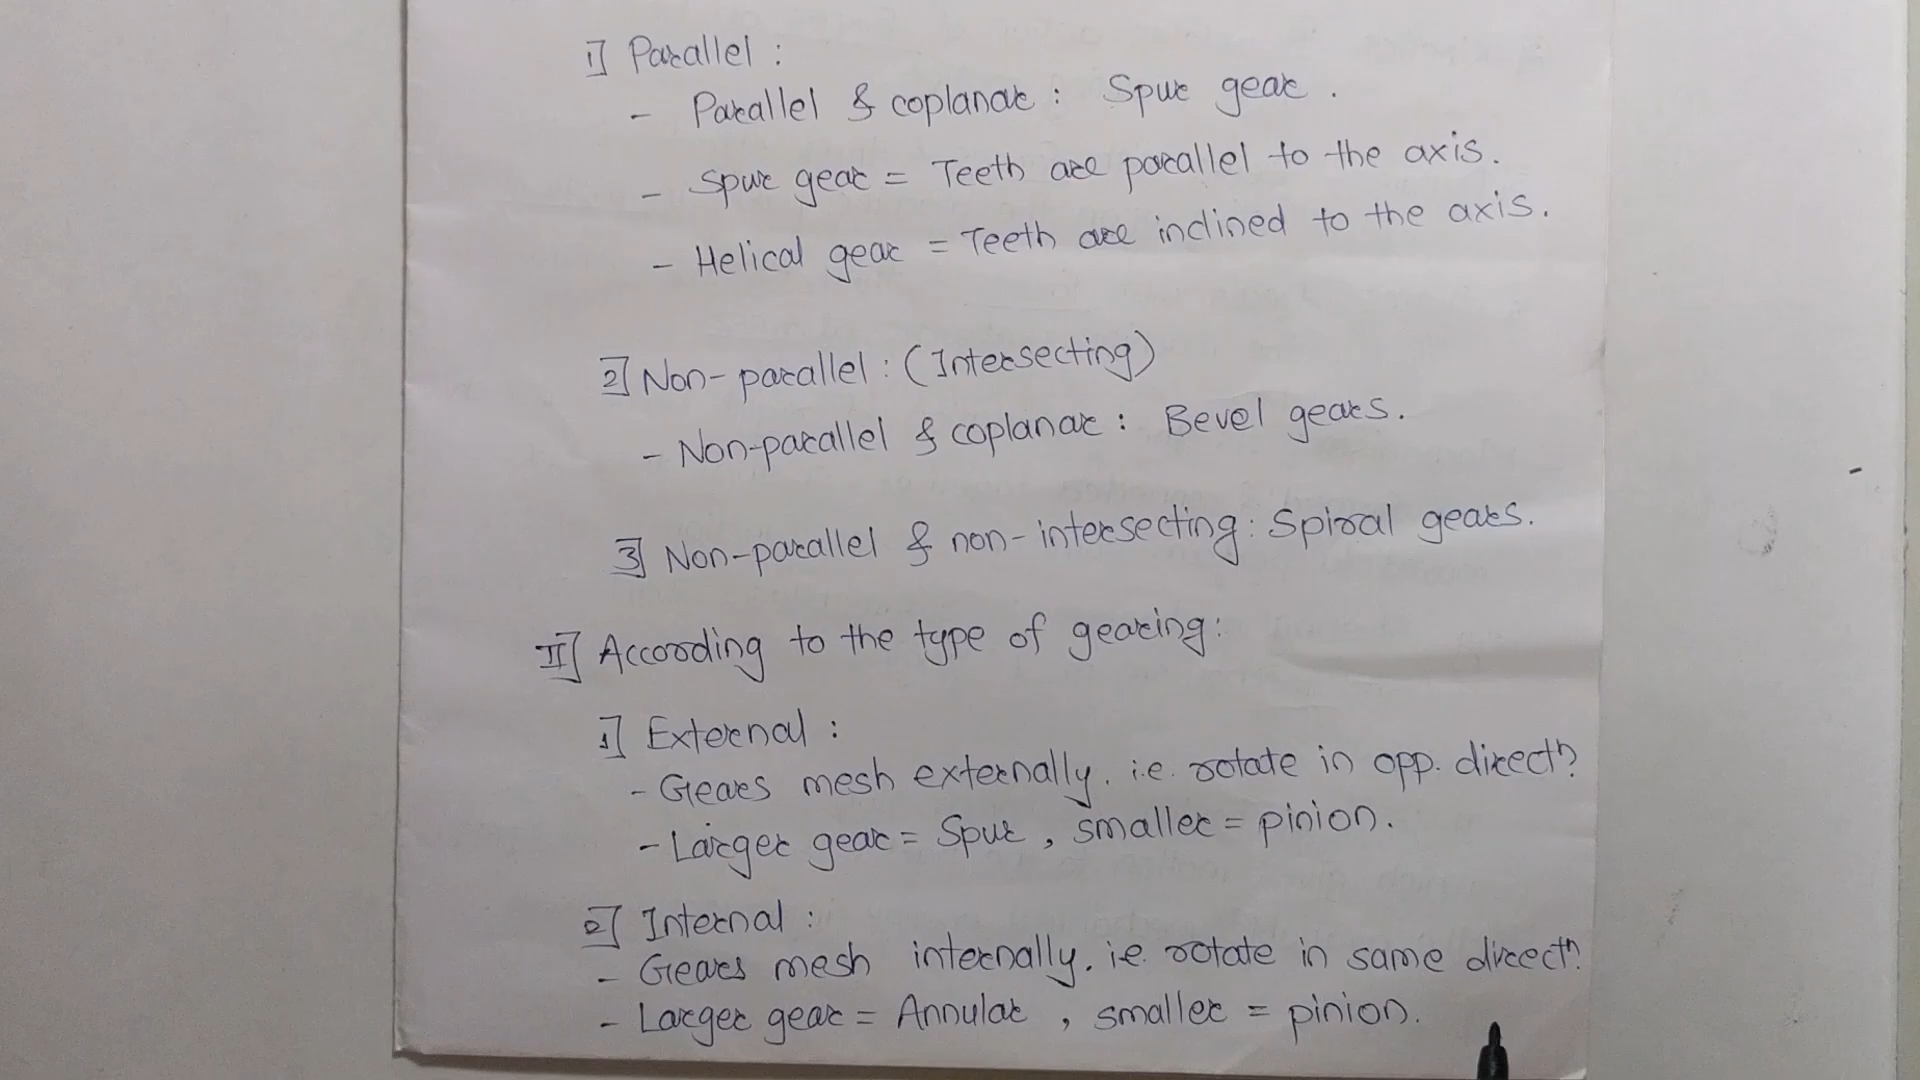 1] Parallel :
- Parallel & coplanar : Spur gear .
- Spur gear = Teeth are parallel to the axis.
- Helical gear = Teeth are inclined to the axis.
2] Non-parallel : (Intersecting)
- Non-parallel & coplanar : Bevel gears.
3] Non-parallel & non-intersecting : Spiral gears.
II] According to the type of gearing :
1] External :
- Gears mesh externally. i.e. rotate in opp. directⁿ.
- Larger gear = Spur , smaller = pinion.
2] Internal :
- Gears mesh internally. i.e. rotate in same directⁿ.
- Larger gear = Annular , smaller = pinion.